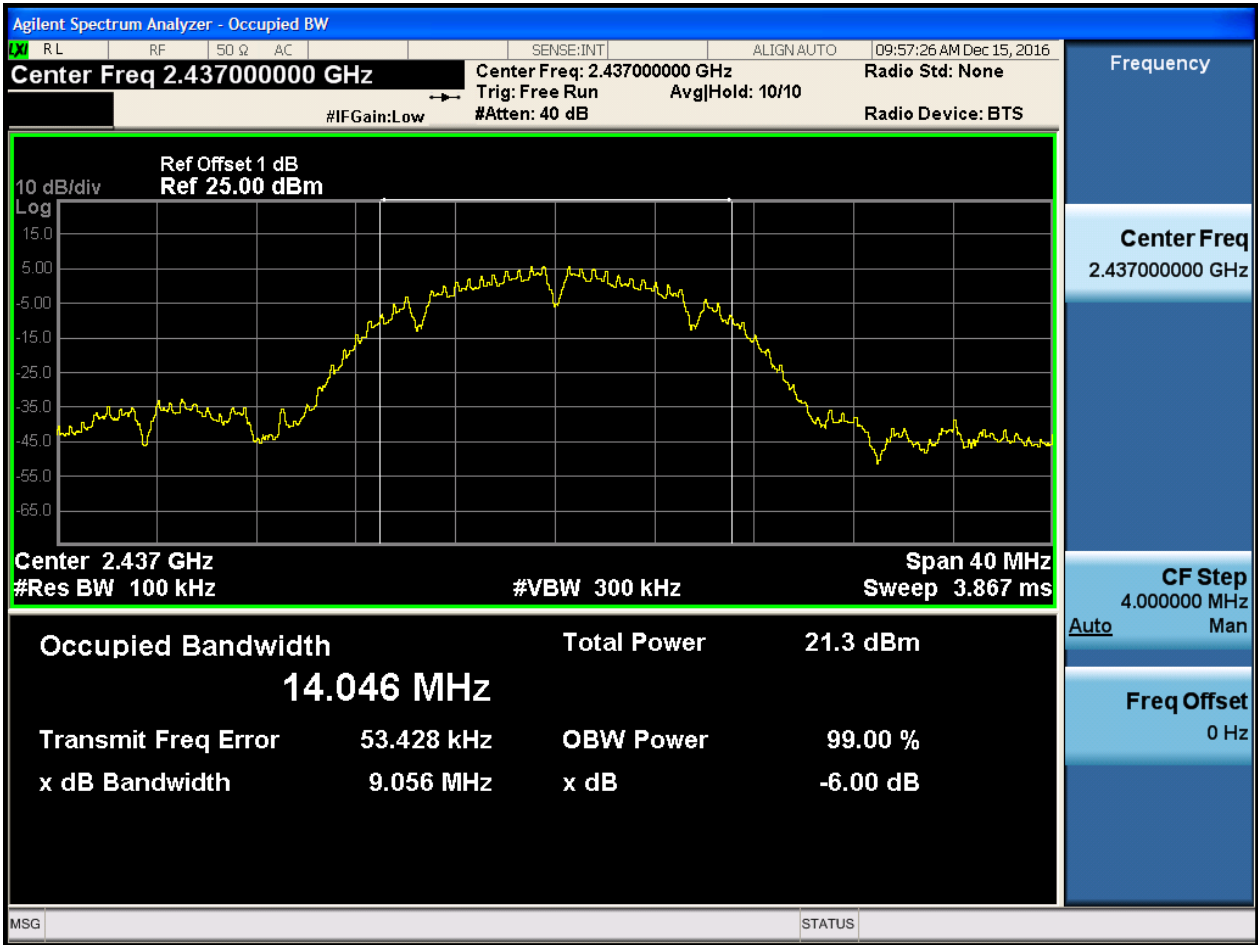 Agilent Spectrum Analyzer - Occupied BW
LXI RL RF 50 Ω AC SENSE:INT ALIGN AUTO 09:57:26 AM Dec 15, 2016
Center Freq 2.437000000 GHz
Center Freq: 2.437000000 GHz Radio Std: None
Trig: Free Run Avg|Hold: 10/10
#IFGain:Low #Atten: 40 dB Radio Device: BTS
Ref Offset 1 dB
10 dB/div Ref 25.00 dBm
Log
15.0
5.00
-5.00
-15.0
-25.0
-35.0
-45.0
-55.0
-65.0
Center 2.437 GHz Span 40 MHz
#Res BW 100 kHz #VBW 300 kHz Sweep 3.867 ms
Occupied Bandwidth Total Power 21.3 dBm
14.046 MHz
Transmit Freq Error 53.428 kHz OBW Power 99.00 %
x dB Bandwidth 9.056 MHz x dB -6.00 dB
Frequency
Center Freq
2.437000000 GHz
CF Step
4.000000 MHz
Auto Man
Freq Offset
0 Hz
MSG STATUS